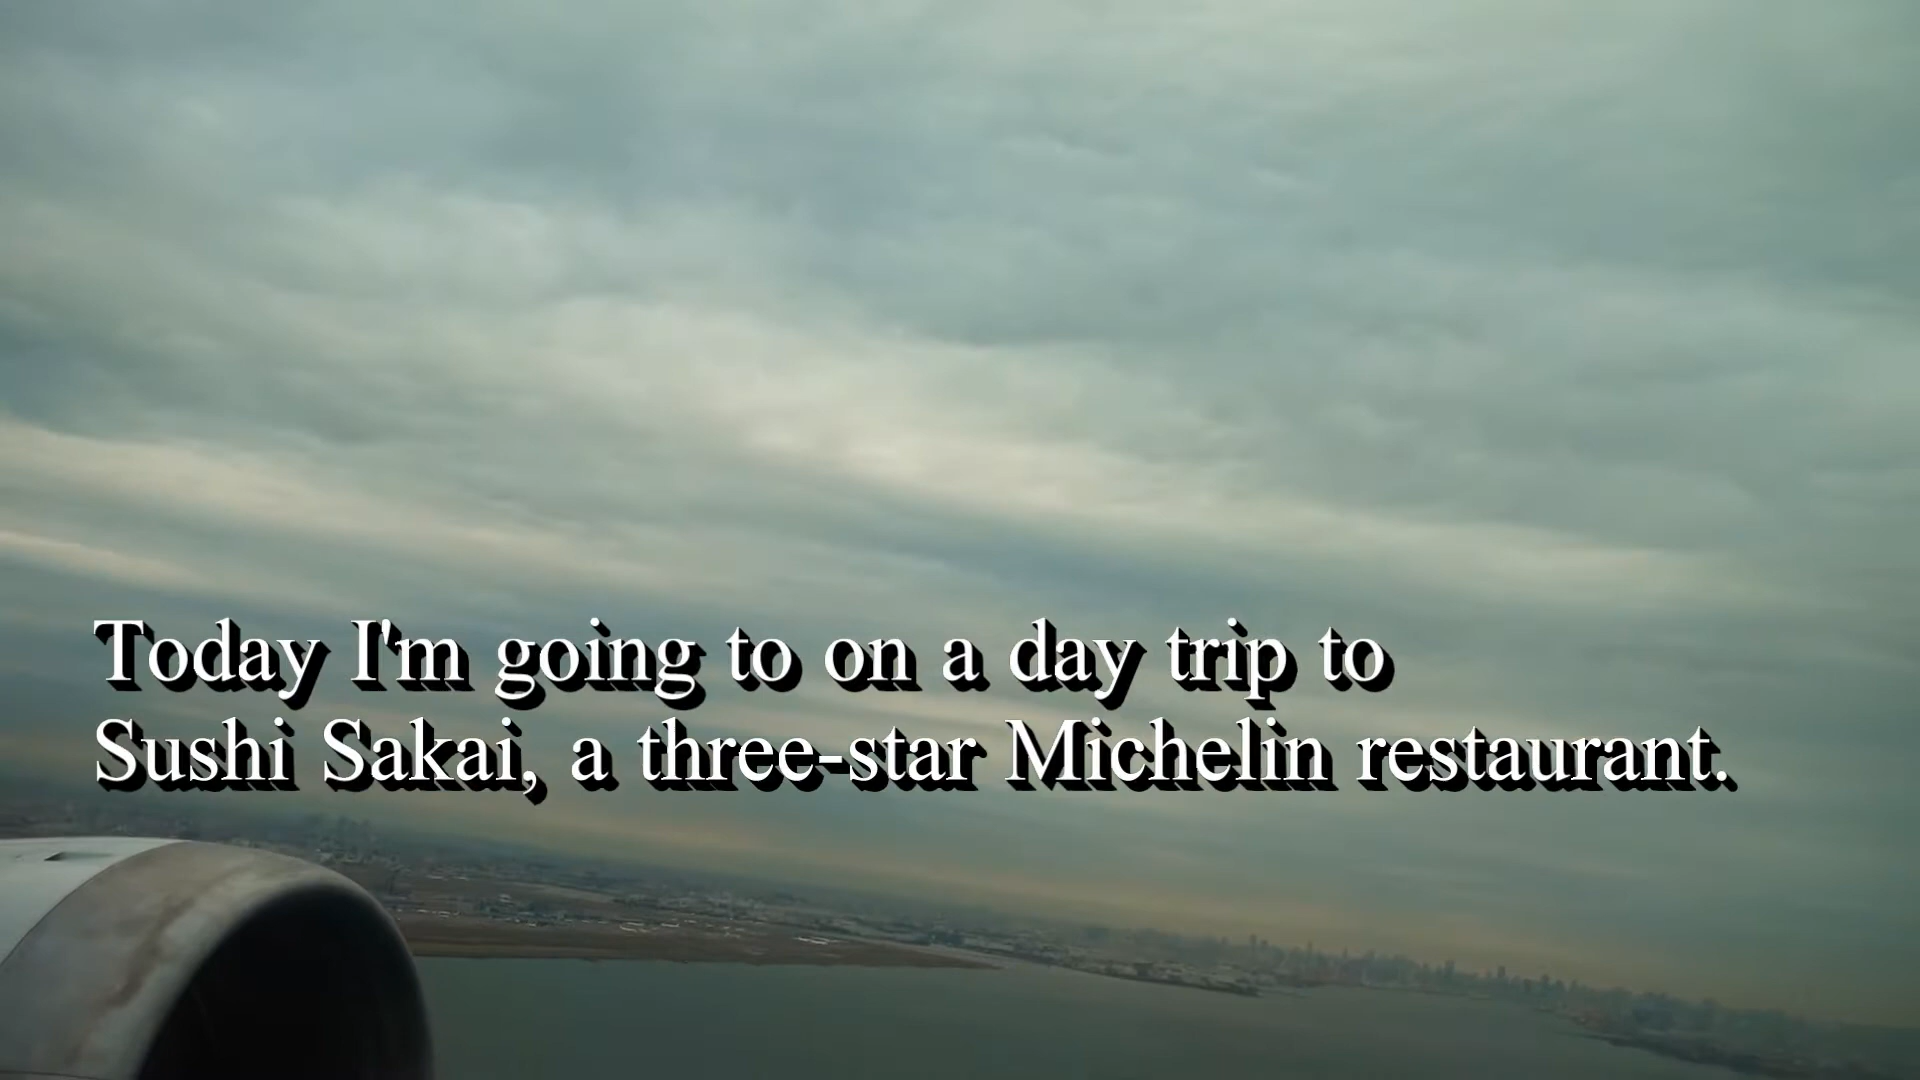 Today I'm going to on a day trip to
Sushi Sakai, a three-star Michelin restaurant.